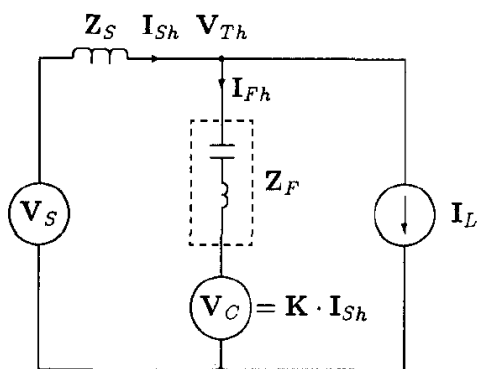 Z_S I_Sh V_Th
I_Fh
Z_F
V_S
I_L
V_C = K · I_Sh